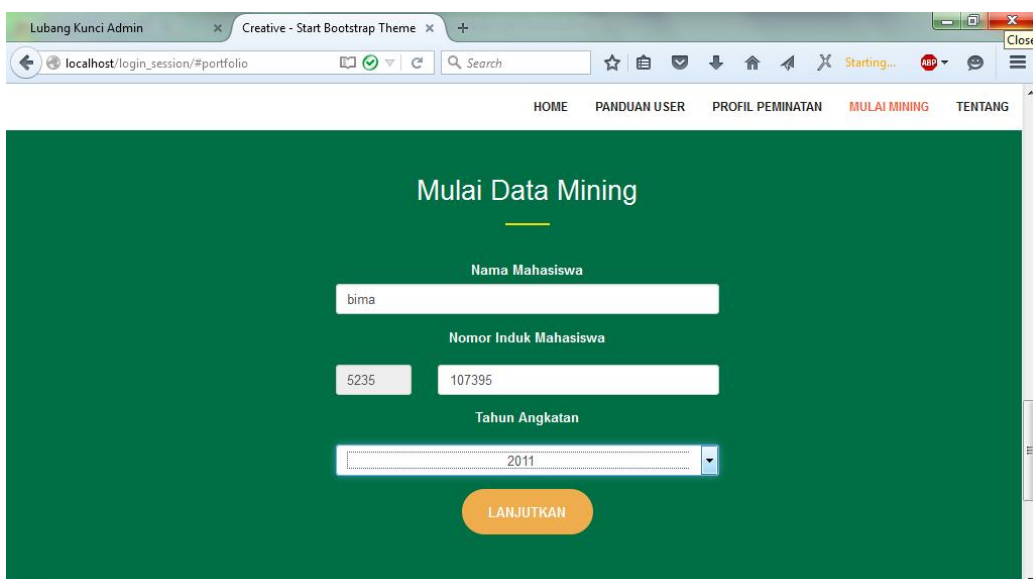 Lubang Kunci Admin × Creative - Start Bootstrap Theme × +
Close
localhost/login_session/#portfolio Search Starting... ABP
HOME PANDUAN USER PROFIL PEMINATAN MULAI MINING TENTANG
Mulai Data Mining
Nama Mahasiswa
bima
Nomor Induk Mahasiswa
5235 107395
Tahun Angkatan
2011
LANJUTKAN